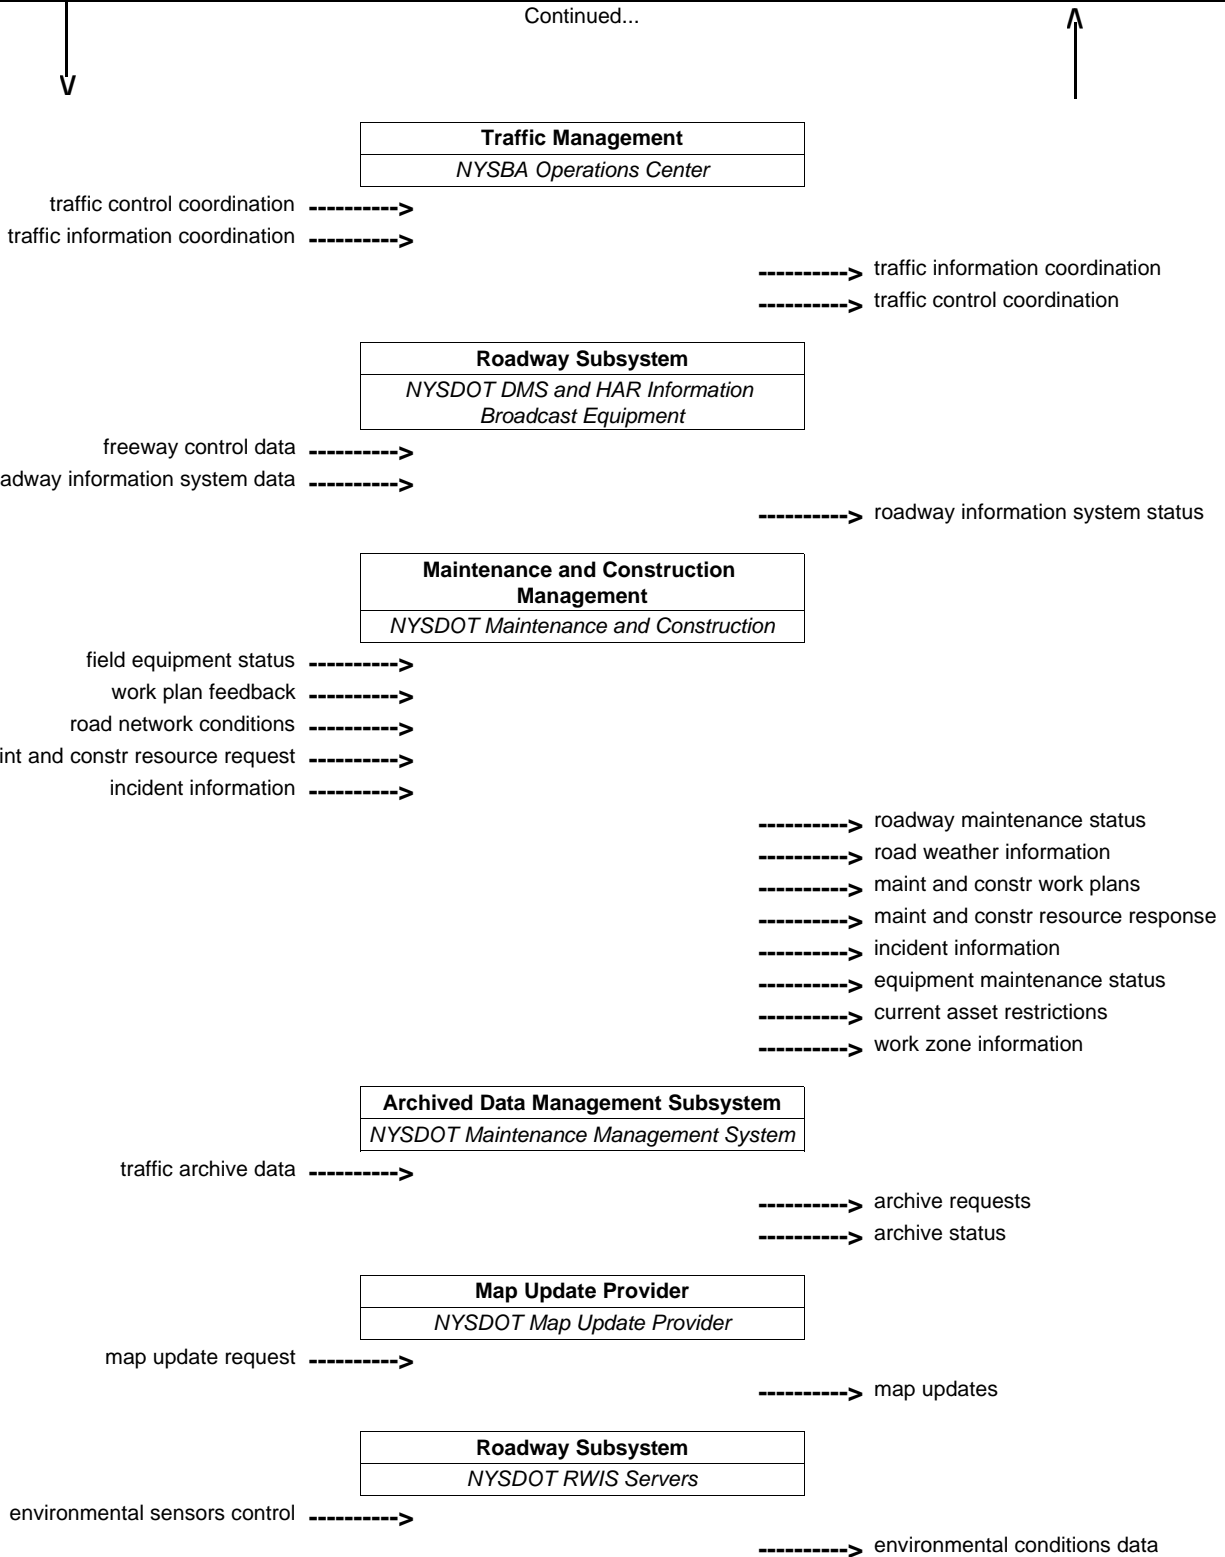 Continued...
Traffic Management
NYSBA Operations Center
traffic control coordination
traffic information coordination
traffic information coordination
traffic control coordination
Roadway Subsystem
NYSDOT DMS and HAR Information
Broadcast Equipment
freeway control data
adway information system data
roadway information system status
Maintenance and Construction
Management
NYSDOT Maintenance and Construction
field equipment status
work plan feedback
road network conditions
int and constr resource request
incident information
roadway maintenance status
road weather information
maint and constr work plans
maint and constr resource response
incident information
equipment maintenance status
current asset restrictions
work zone information
Archived Data Management Subsystem
NYSDOT Maintenance Management System
traffic archive data
archive requests
archive status
Map Update Provider
NYSDOT Map Update Provider
map update request
map updates
Roadway Subsystem
NYSDOT RWIS Servers
environmental sensors control
environmental conditions data